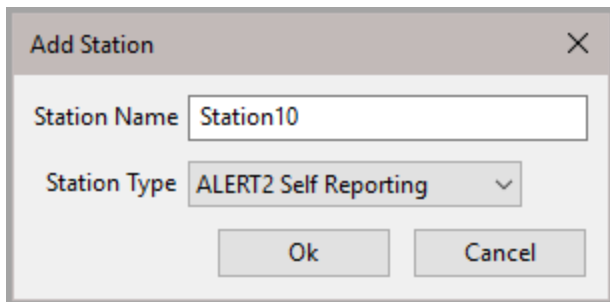 Add Station
Station Name Station10
Station Type ALERT2 Self Reporting
Ok Cancel